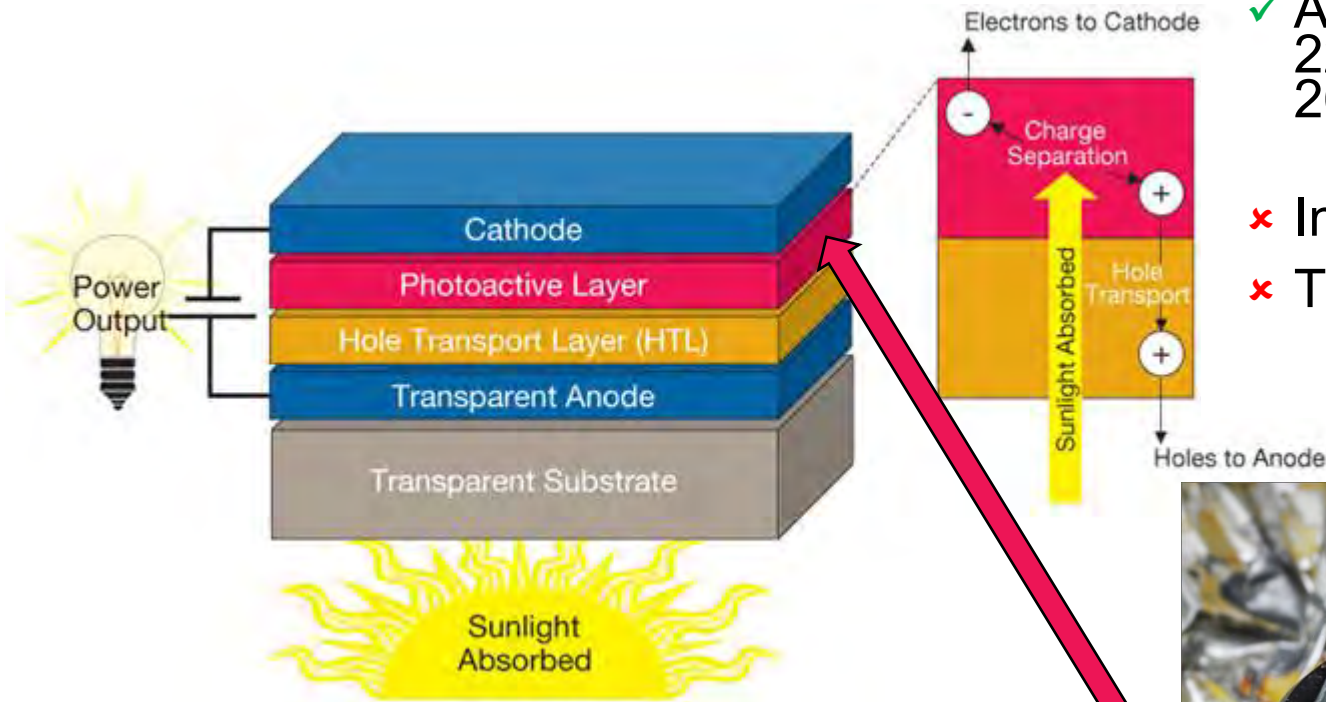 Electrons to Cathode
Charge
Separation
Hole
Transport
Sunlight Absorbed
Holes to Anode
Cathode
Photoactive Layer
Hole Transport Layer (HTL)
Transparent Anode
Transparent Substrate
Power
Output
Sunlight
Absorbed